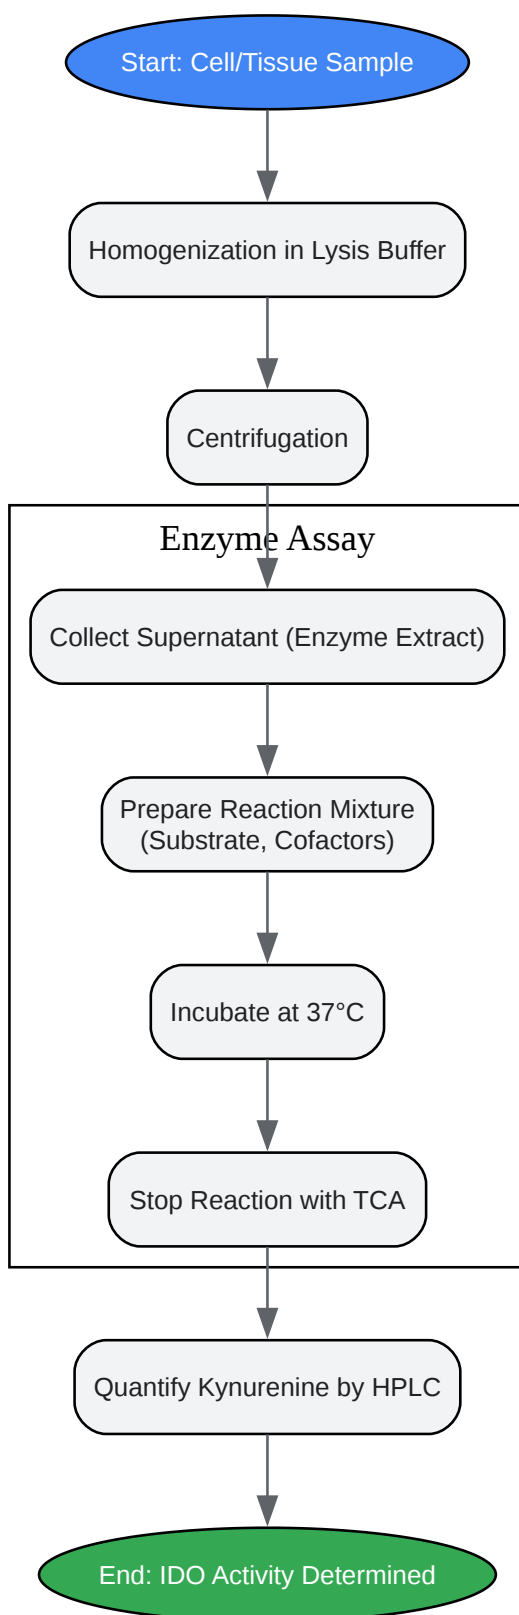 Start: Cell/Tissue Sample
Homogenization in Lysis Buffer
Centrifugation
Enzyme Assay
Collect Supernatant (Enzyme Extract)
Prepare Reaction Mixture
(Substrate, Cofactors)
Incubate at 37°C
Stop Reaction with TCA
Quantify Kynurenine by HPLC
End: IDO Activity Determined